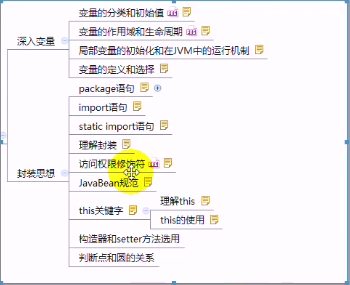 深入变量
变量的分类和初始值
变量的作用域和生命周期
局部变量的初始化和在JVM中的运行机制
变量的定义和选择
封装思想
package语句
import语句
static import语句
理解封装
访问权限修饰符
JavaBean规范
this关键字
理解this
this的使用
构造器和setter方法选用
判断点和圆的关系